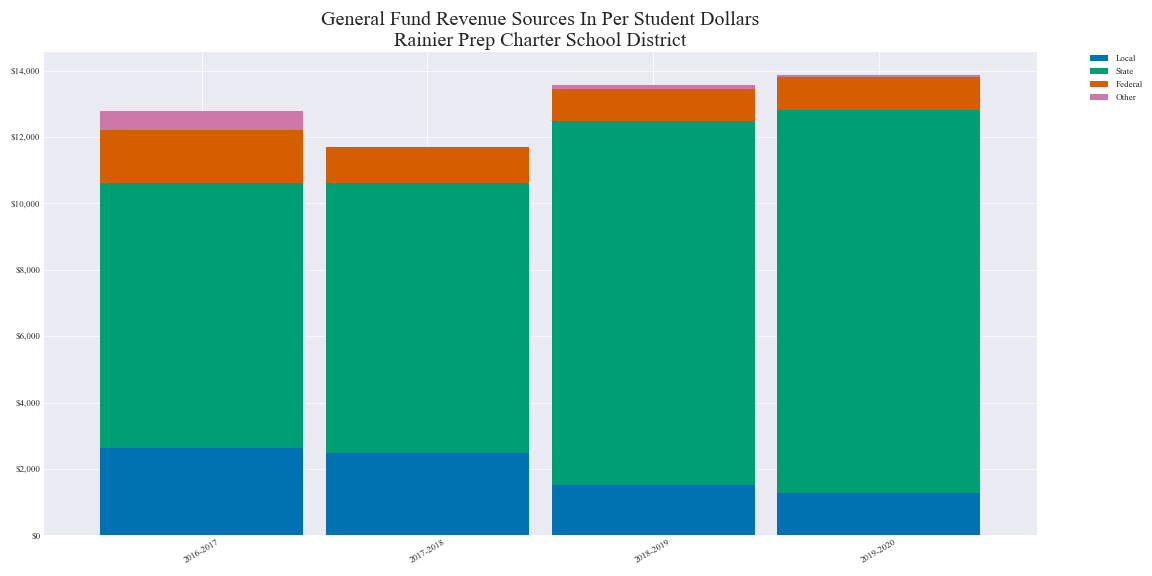 General Fund Revenue Sources In Per Student Dollars
Rainier Prep Charter School District
$14,000
$12,000
$10,000
$8,000
$6,000
$4,000
$2,000
$0
2016-2017
2017-2018
2018-2019
2019-2020
Local
State
Federal
Other